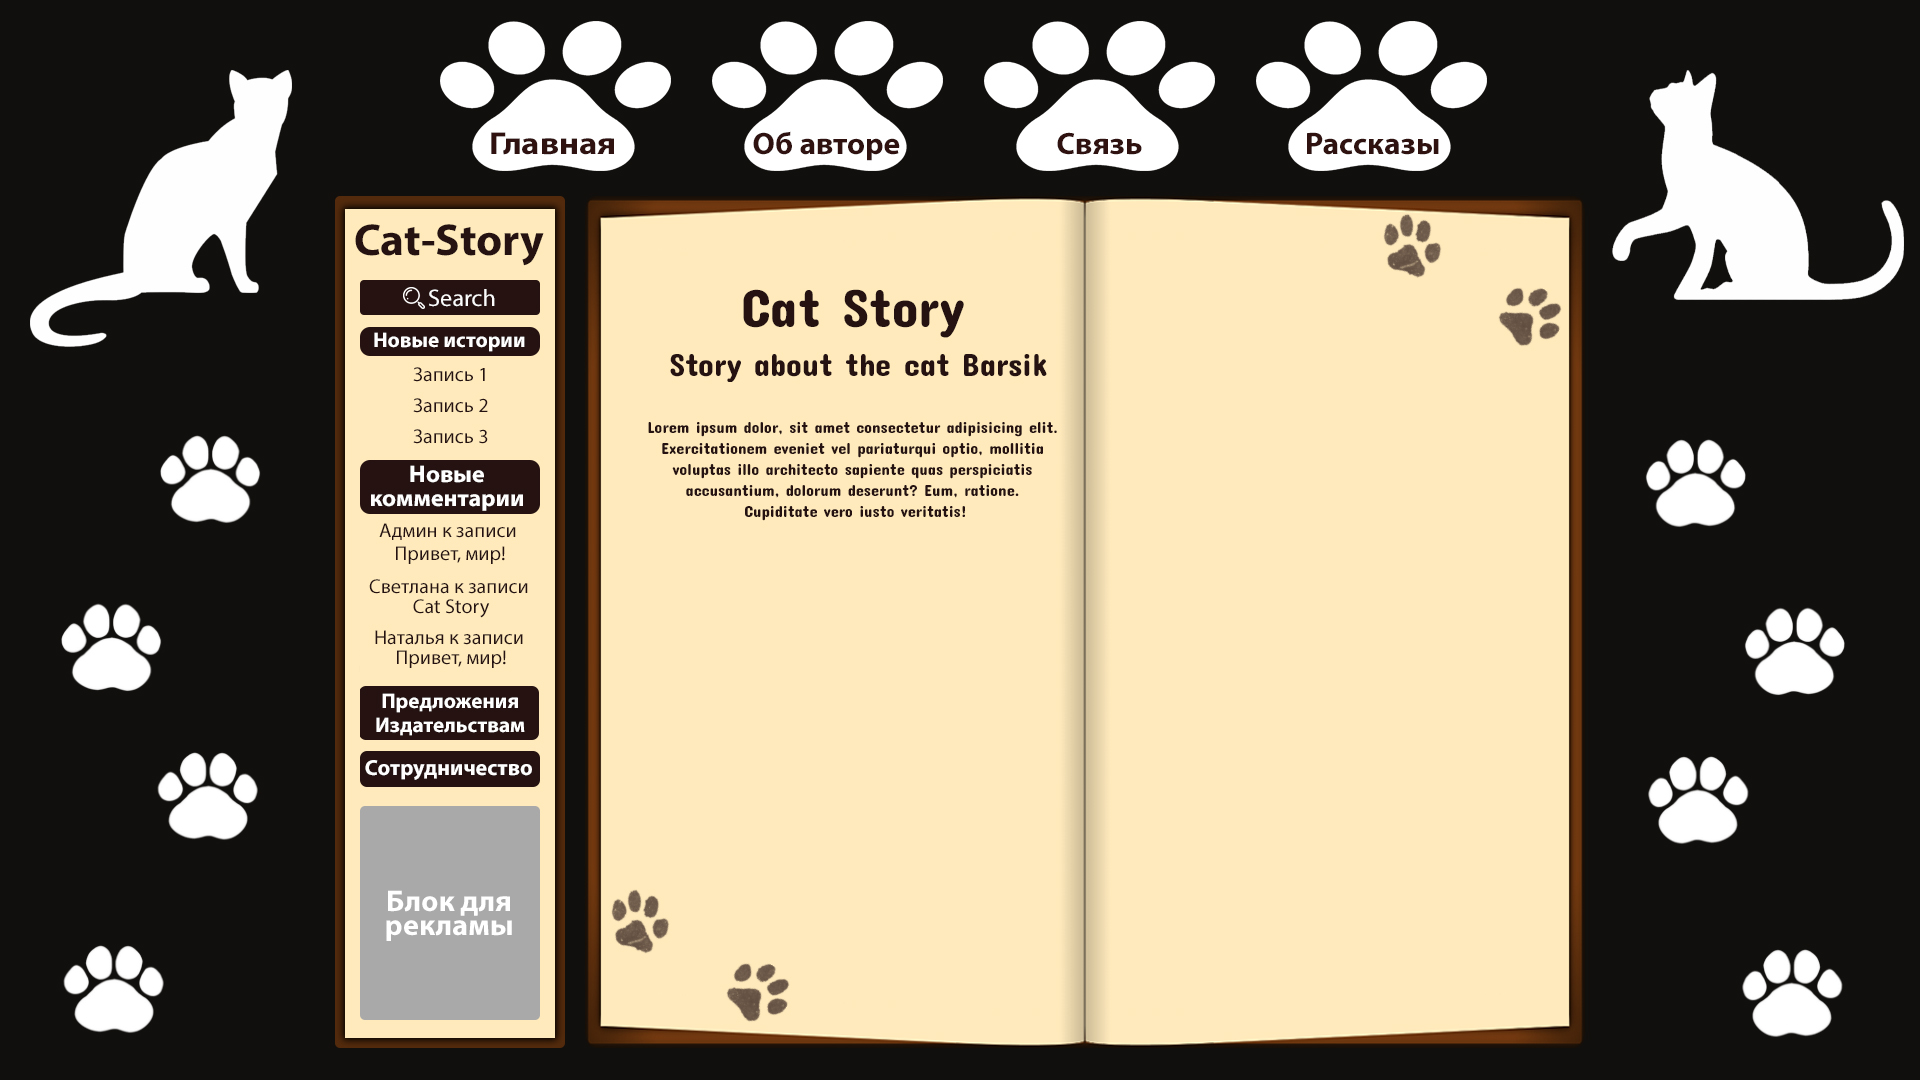 Главная
Об авторе
Связь
Рассказы
Cat-Story
Search
Новые истории
Запись 1
Запись 2
Запись 3
Новые
комментарии
Админ к записи
Привет, мир!
Светлана к записи
Cat Story
Наталья к записи
Привет, мир!
Предложения
Издательствам
Сотрудничество
Блок для
рекламы
Cat Story
Story about the cat Barsik
Lorem ipsum dolor, sit amet consectetur adipisicing elit.
Exercitationem eveniet vel pariaturqui optio, mollitia
voluptas illo architecto sapiente quas perspiciatis
accusantium, dolorum deserunt? Eum, ratione.
Cupiditate vero iusto veritatis!